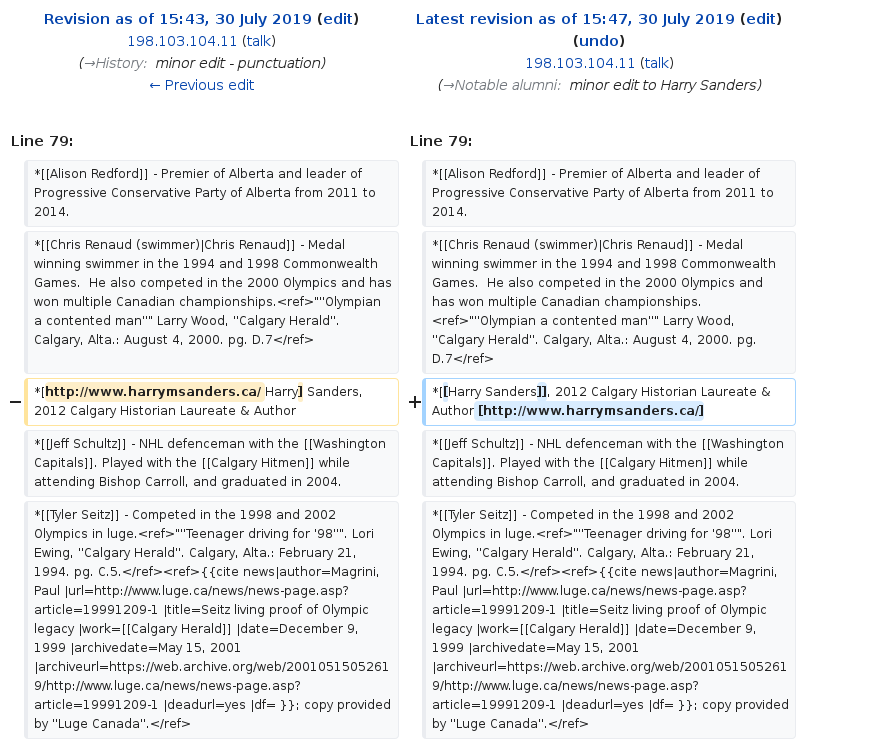 Revision as of 15:43, 30 July 2019 (edit)
198.103.104.11 (talk)
(→History: minor edit - punctuation)
← Previous edit
Latest revision as of 15:47, 30 July 2019 (edit)
(undo)
198.103.104.11 (talk)
(→Notable alumni: minor edit to Harry Sanders)
Line 79:
*[[Alison Redford]] - Premier of Alberta and leader of
Progressive Conservative Party of Alberta from 2011 to
2014.
*[[Chris Renaud (swimmer)|Chris Renaud]] - Medal
winning swimmer in the 1994 and 1998 Commonwealth
Games.  He also competed in the 2000 Olympics and has
won multiple Canadian championships.<ref>"''Olympian
a contented man''" Larry Wood, ''Calgary Herald''.
Calgary, Alta.: August 4, 2000. pg. D.7</ref>
− *[http://www.harrymsanders.ca/ Harry] Sanders,
2012 Calgary Historian Laureate & Author
*[[Jeff Schultz]] - NHL defenceman with the [[Washington
Capitals]]. Played with the [[Calgary Hitmen]] while
attending Bishop Carroll, and graduated in 2004.
*[[Tyler Seitz]] - Competed in the 1998 and 2002
Olympics in luge.<ref>"''Teenager driving for '98''". Lori
Ewing, ''Calgary Herald''. Calgary, Alta.: February 21,
1994. pg. C.5.</ref><ref>{{cite news|author=Magrini,
Paul |url=http://www.luge.ca/news/news-page.asp?
article=19991209-1 |title=Seitz living proof of Olympic
legacy |work=[[Calgary Herald]] |date=December 9,
1999 |archivedate=May 15, 2001
|archiveurl=https://web.archive.org/web/2001051505261
9/http://www.luge.ca/news/news-page.asp?
article=19991209-1 |deadurl=yes |df= }}; copy provided
by "Luge Canada".</ref>
Line 79:
*[[Alison Redford]] - Premier of Alberta and leader of
Progressive Conservative Party of Alberta from 2011 to
2014.
*[[Chris Renaud (swimmer)|Chris Renaud]] - Medal
winning swimmer in the 1994 and 1998 Commonwealth
Games.  He also competed in the 2000 Olympics and
has won multiple Canadian championships.
<ref>"''Olympian a contented man''" Larry Wood,
''Calgary Herald''. Calgary, Alta.: August 4, 2000. pg.
D.7</ref>
+ *[[Harry Sanders]], 2012 Calgary Historian Laureate &
Author [http://www.harrymsanders.ca/]
*[[Jeff Schultz]] - NHL defenceman with the [[Washington
Capitals]]. Played with the [[Calgary Hitmen]] while
attending Bishop Carroll, and graduated in 2004.
*[[Tyler Seitz]] - Competed in the 1998 and 2002
Olympics in luge.<ref>"''Teenager driving for '98''". Lori
Ewing, ''Calgary Herald''. Calgary, Alta.: February 21,
1994. pg. C.5.</ref><ref>{{cite news|author=Magrini,
Paul |url=http://www.luge.ca/news/news-page.asp?
article=19991209-1 |title=Seitz living proof of Olympic
legacy |work=[[Calgary Herald]] |date=December 9,
1999 |archivedate=May 15, 2001
|archiveurl=https://web.archive.org/web/2001051505261
9/http://www.luge.ca/news/news-page.asp?
article=19991209-1 |deadurl=yes |df= }}; copy provided
by "Luge Canada".</ref>